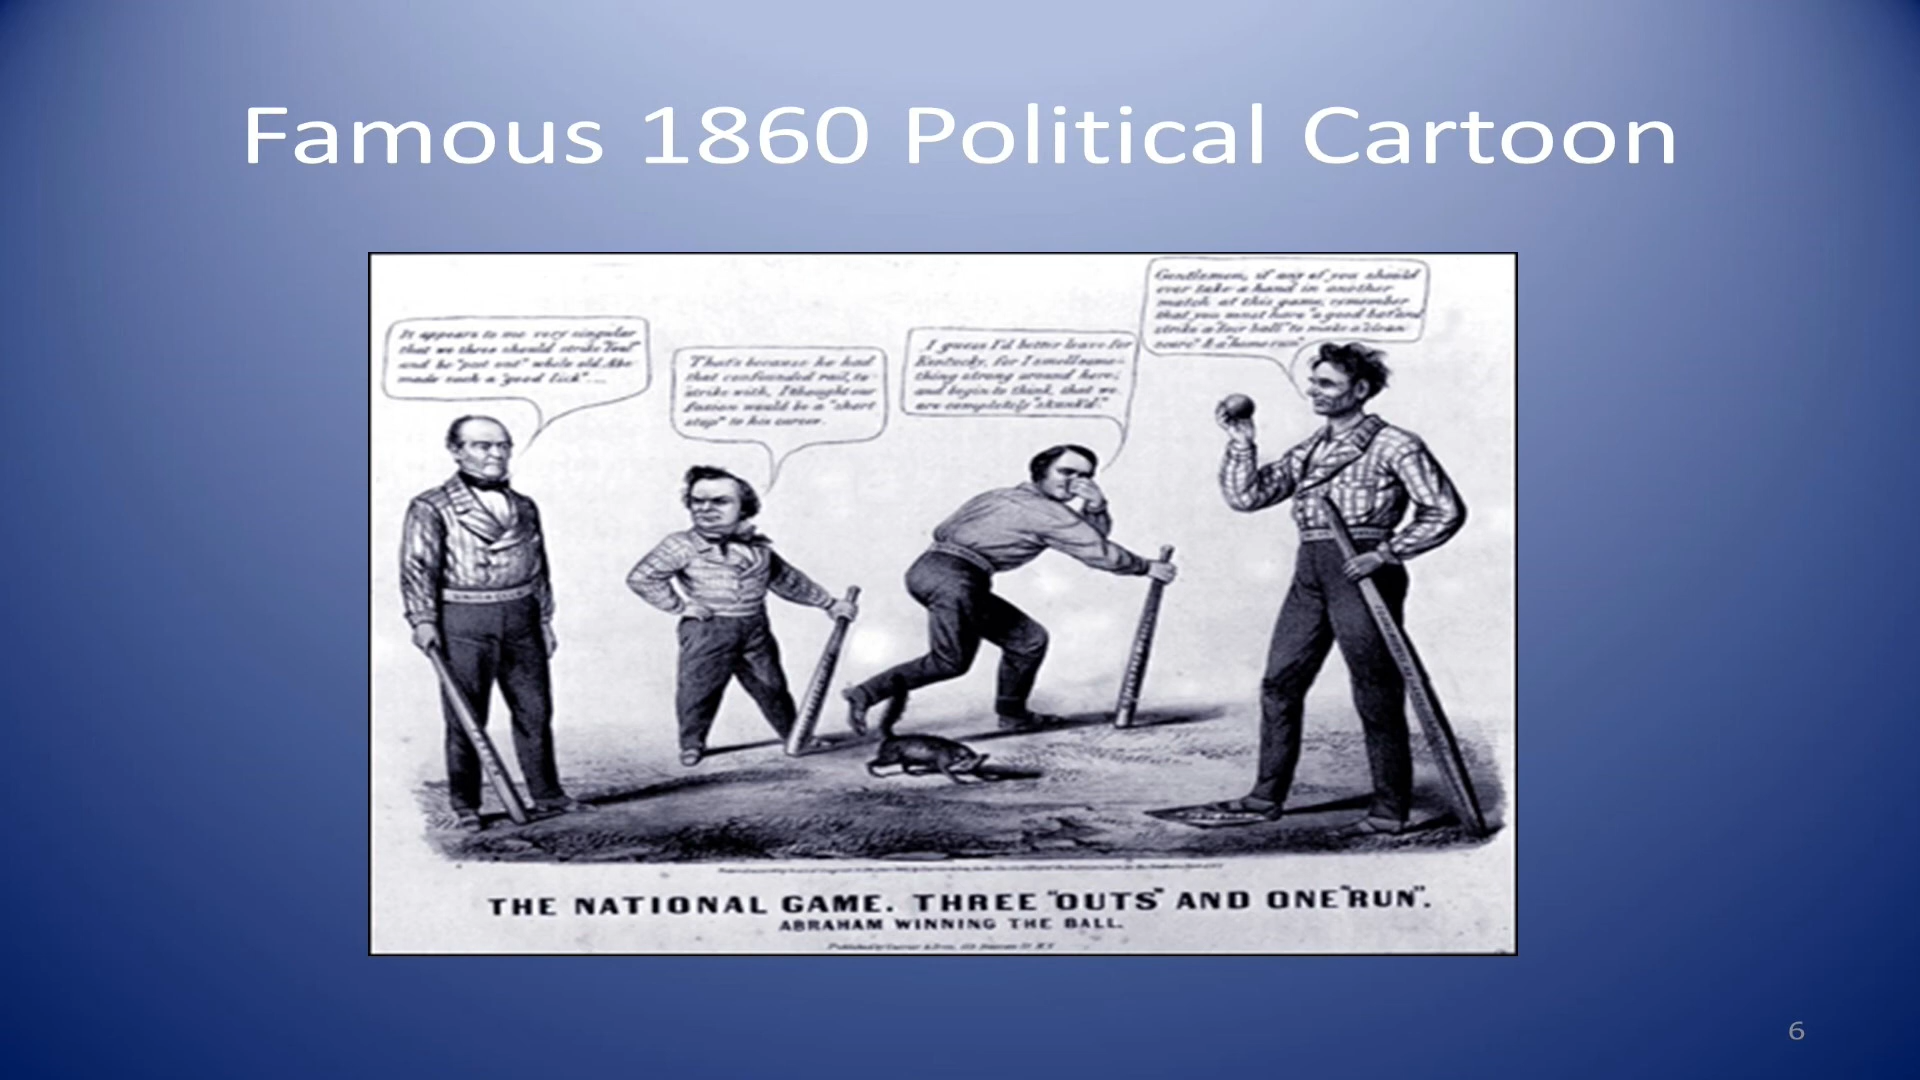 Famous 1860 Political Cartoon
It appears to me very singular
that we three should strike "foul"
and be "put out" while old Abe
made such a "good lick"...
That's because he had
that confounded rail, to
strike with, I thought our
fusion would be a "short
stop" to his career.
I guess I'd better leave for
Kentucky, for I smell some-
thing strong around here;
and begin to think, that we
are completely "skunk'd."
Gentlemen, if any of you should
ever take a hand in another
match at this game, remember
that you must have "a good bat" and
strike a "fair ball" to make a "clean
score" & a "home run"
THE NATIONAL GAME. THREE "OUTS" AND ONE "RUN".
ABRAHAM WINNING THE BALL.
6